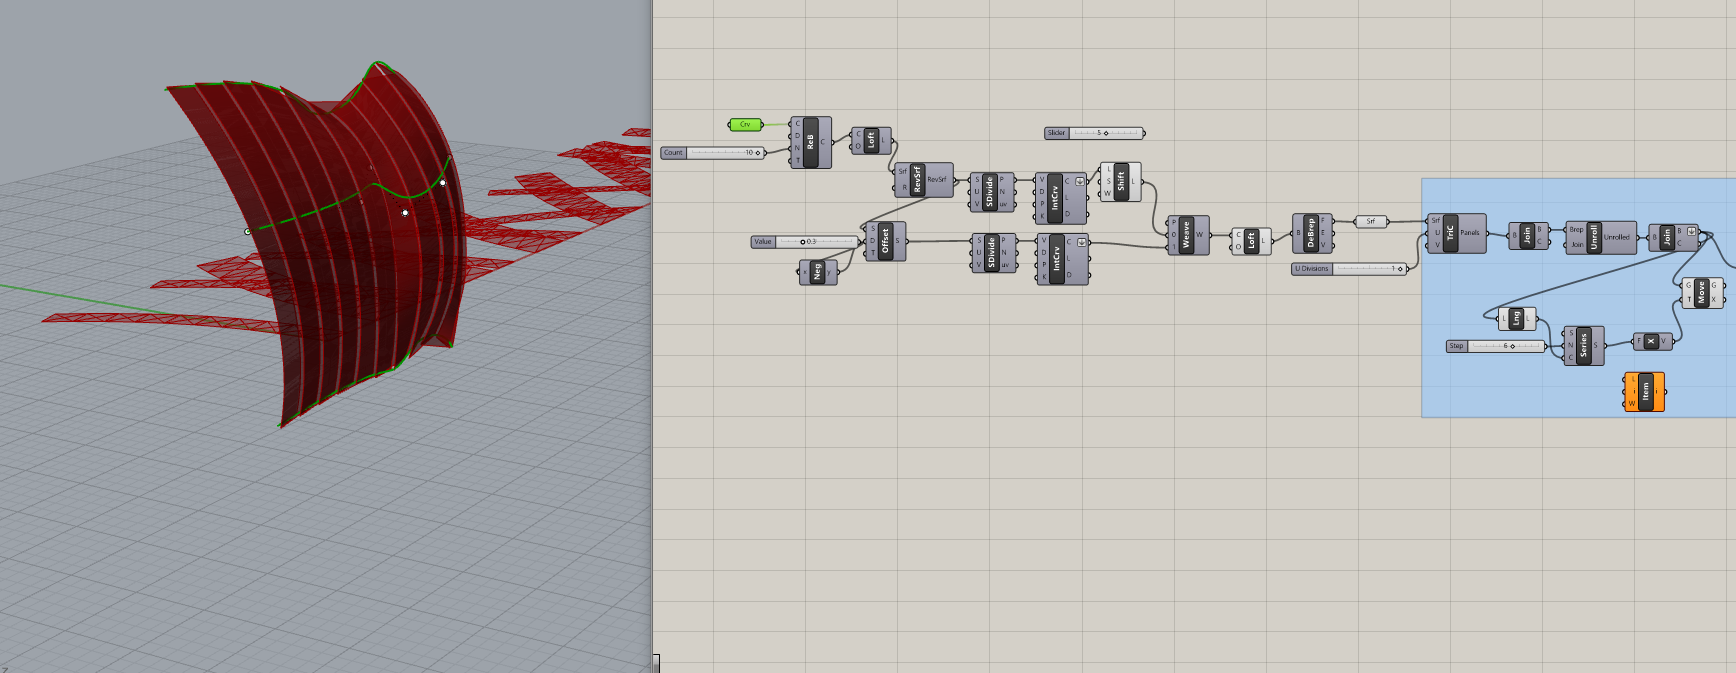 Crv
Count 10
C D N T ReB C
C O Loft L
Srf R RevSrf RevSrf
Slider 5
S U V SDivide P N uv
V D P K IntCrv C L D
L S W Shift L
Value 0.3
S D T Offset S
x Neg y
S U V SDivide P N uv
V D P K IntCrv C L D
P 0 1 Weave W
C O Loft L
B DeBrep F E V
Srf
U Divisions 1
Srf U V TriC Panels
B Join B C
Brep Join Unroll Unrolled
B Join B C
G T Move G X
L Lng L
Step 6
S N C Series S
F X V
L i W Item i
Z